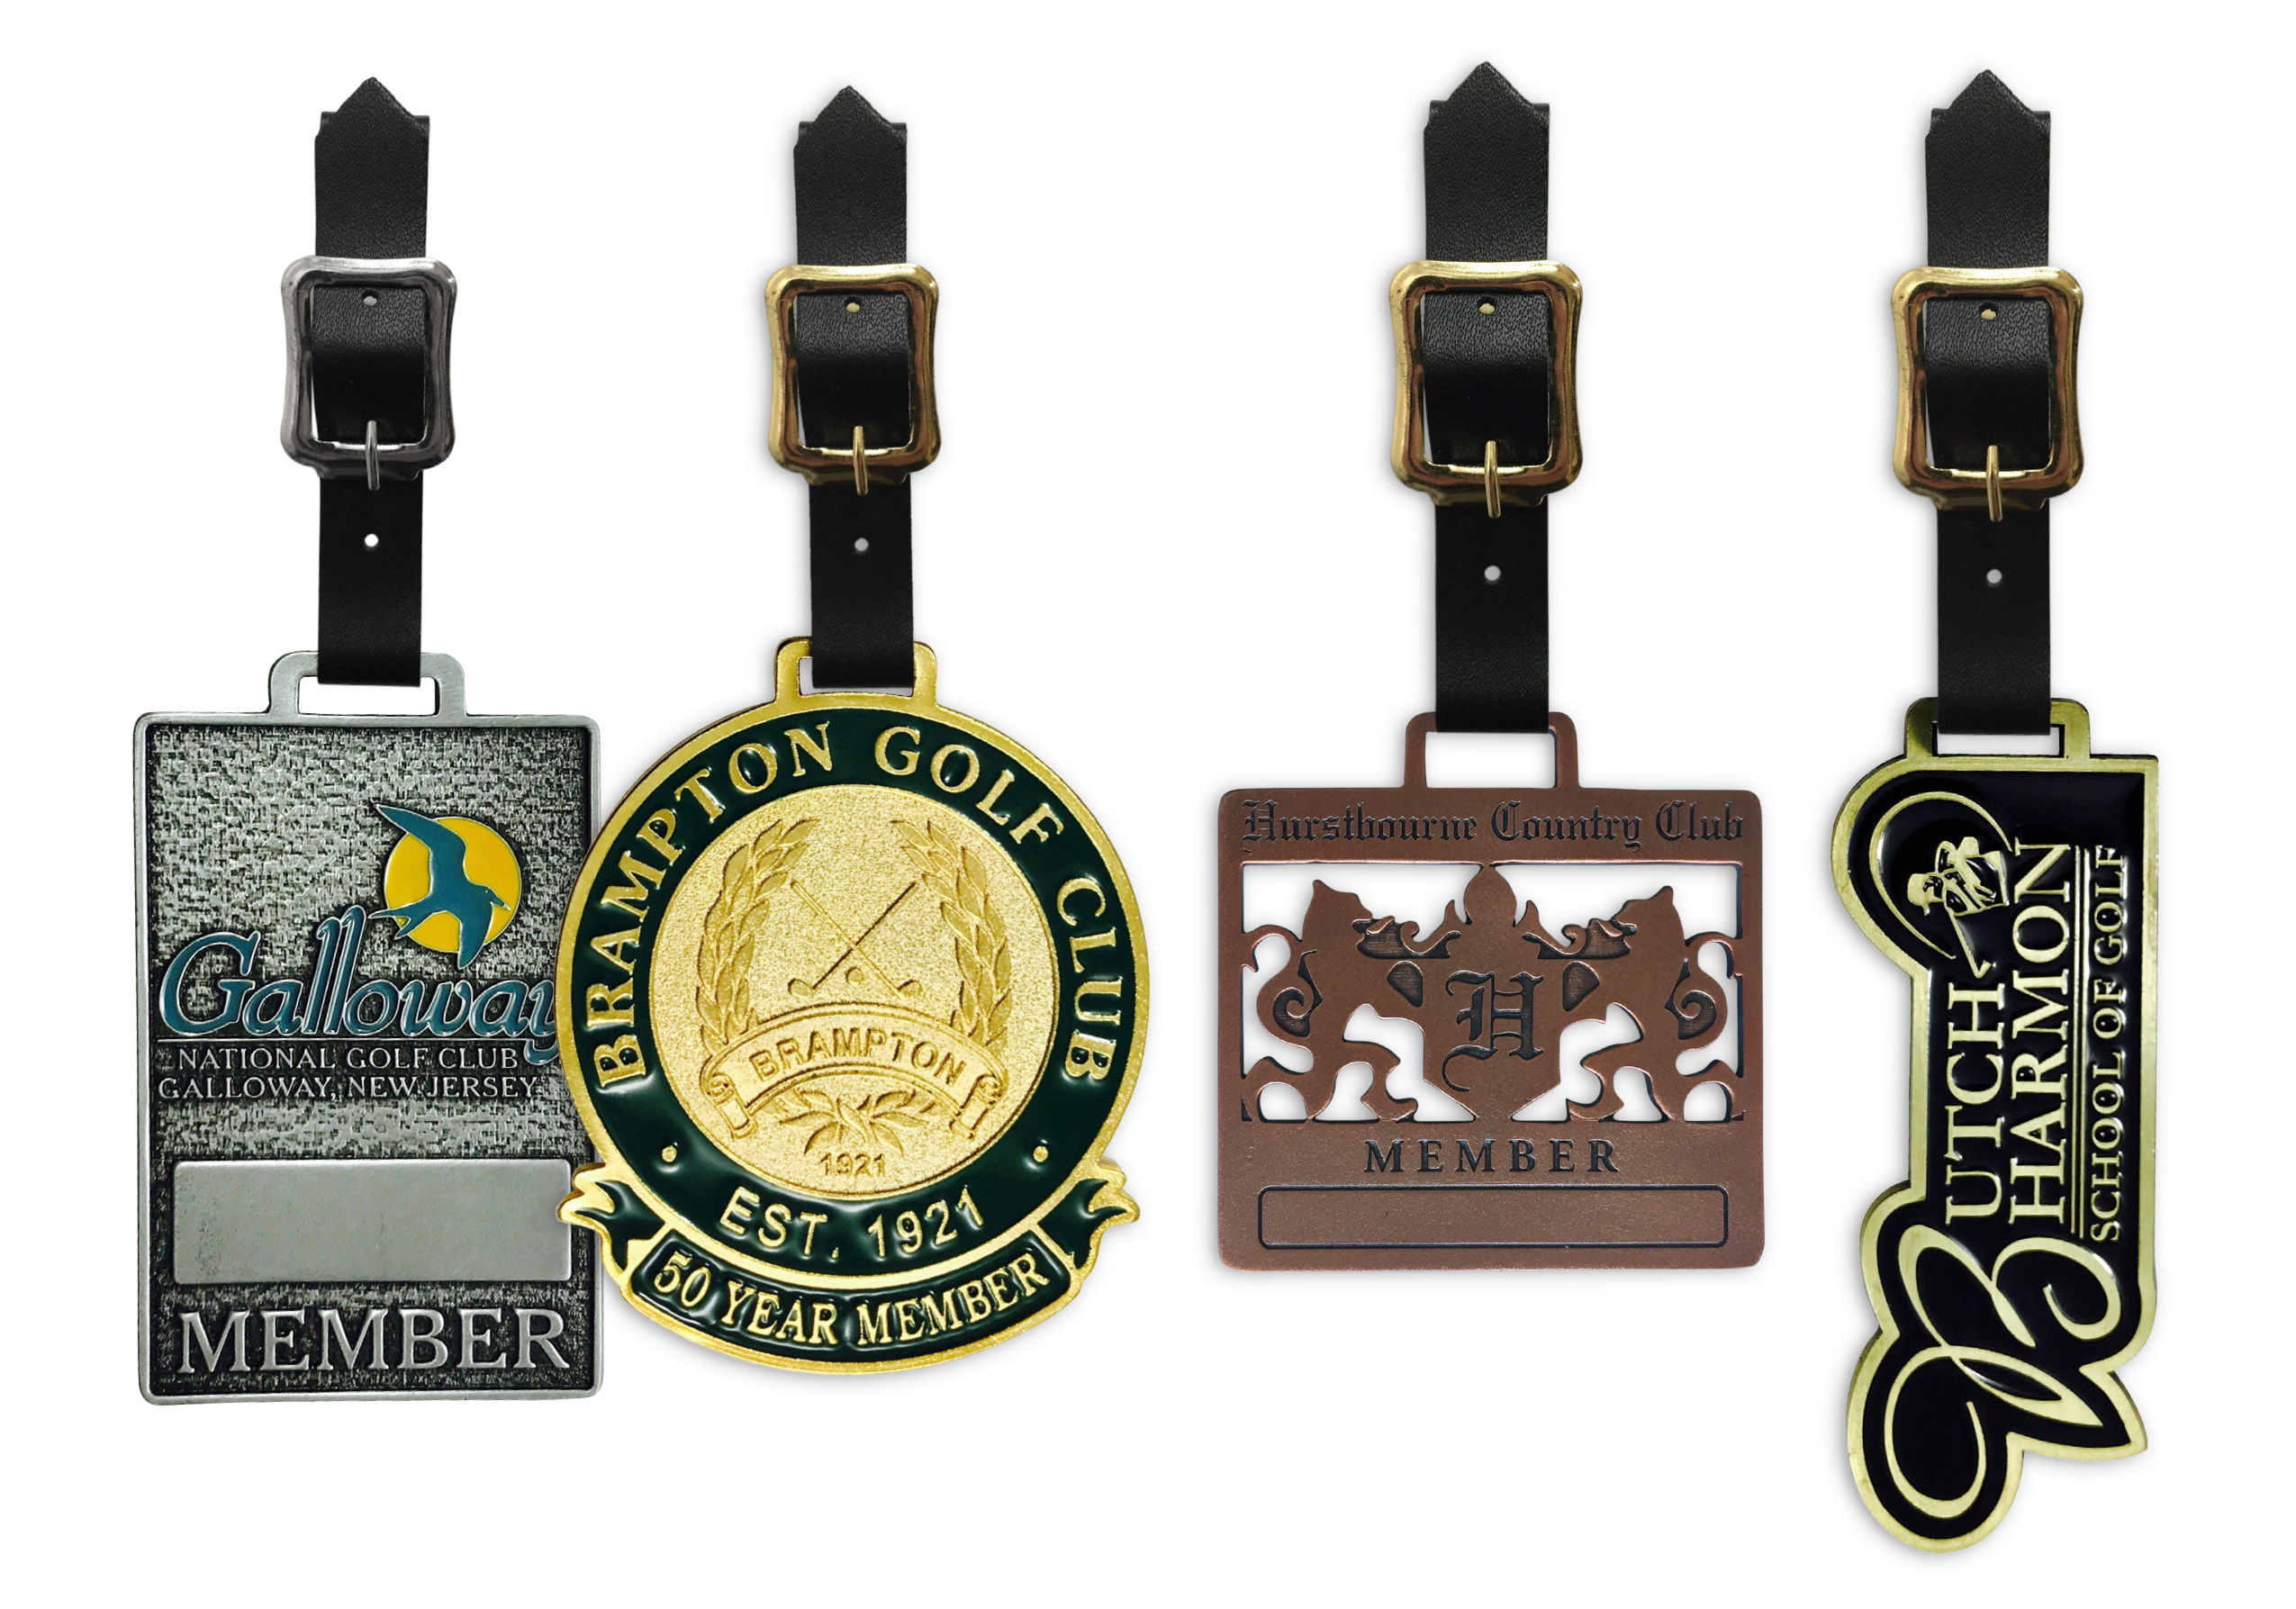 Galloway
NATIONAL GOLF CLUB
GALLOWAY, NEW JERSEY
MEMBER
BRAMPTON GOLF CLUB
BRAMPTON
1921
EST. 1921
50 YEAR MEMBER
Hurstbourne Country Club
H
MEMBER
BUTCH
HARMON
SCHOOL OF GOLF